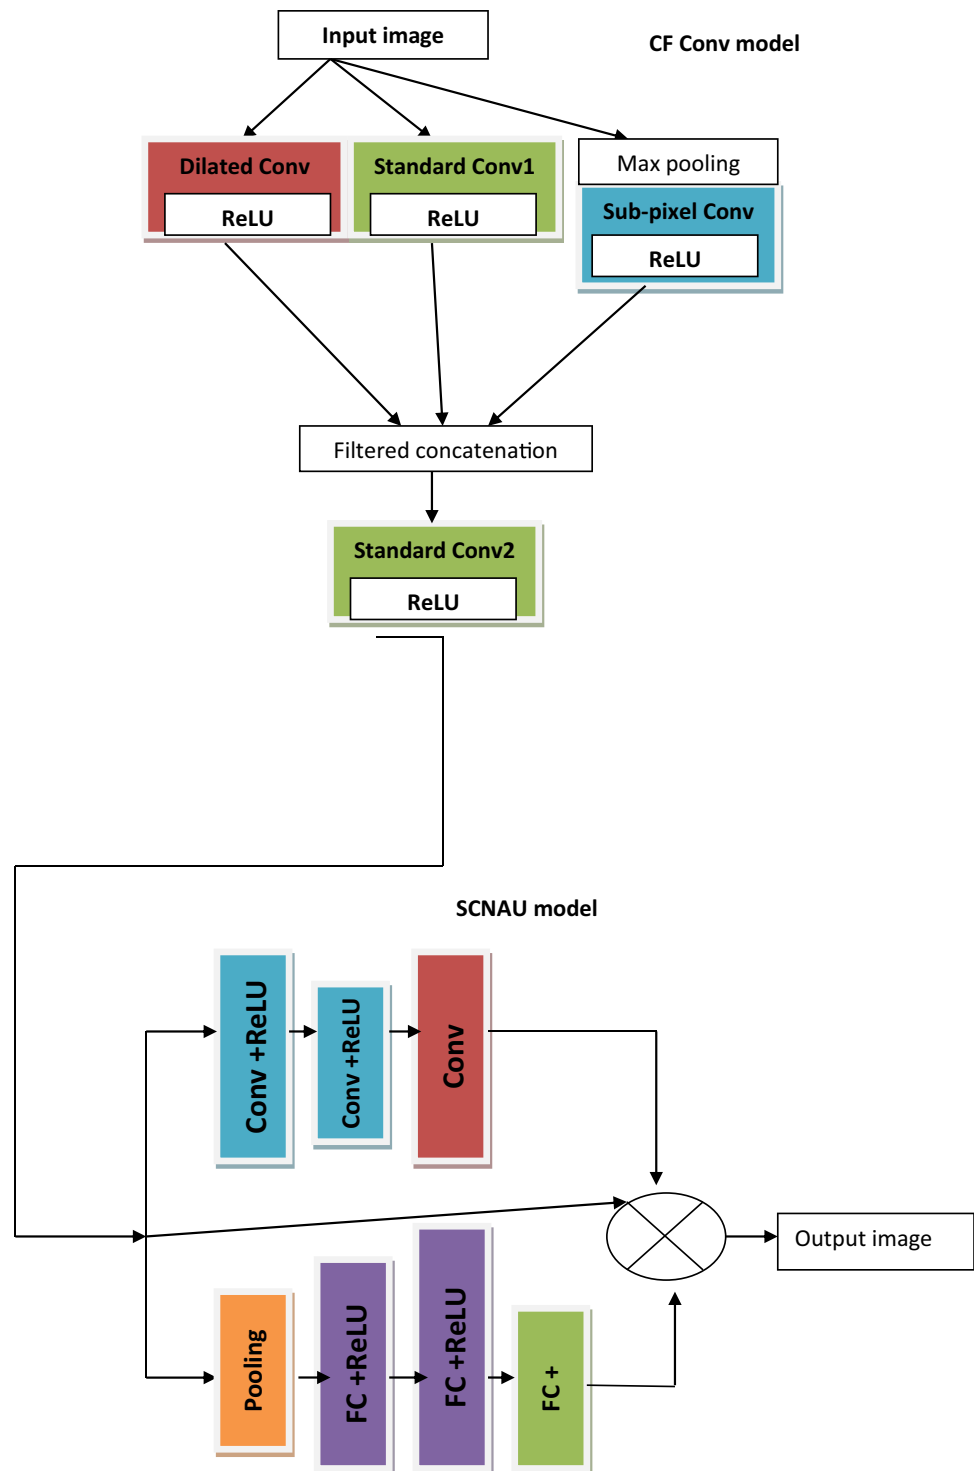 Input image
CF Conv model
Dilated Conv
ReLU
Standard Conv1
ReLU
Max pooling
Sub-pixel Conv
ReLU
Filtered concatenation
Standard Conv2
ReLU
SCNAU model
Conv +ReLU
Conv +ReLU
Conv
Output image
Pooling
FC +ReLU
FC +ReLU
FC +